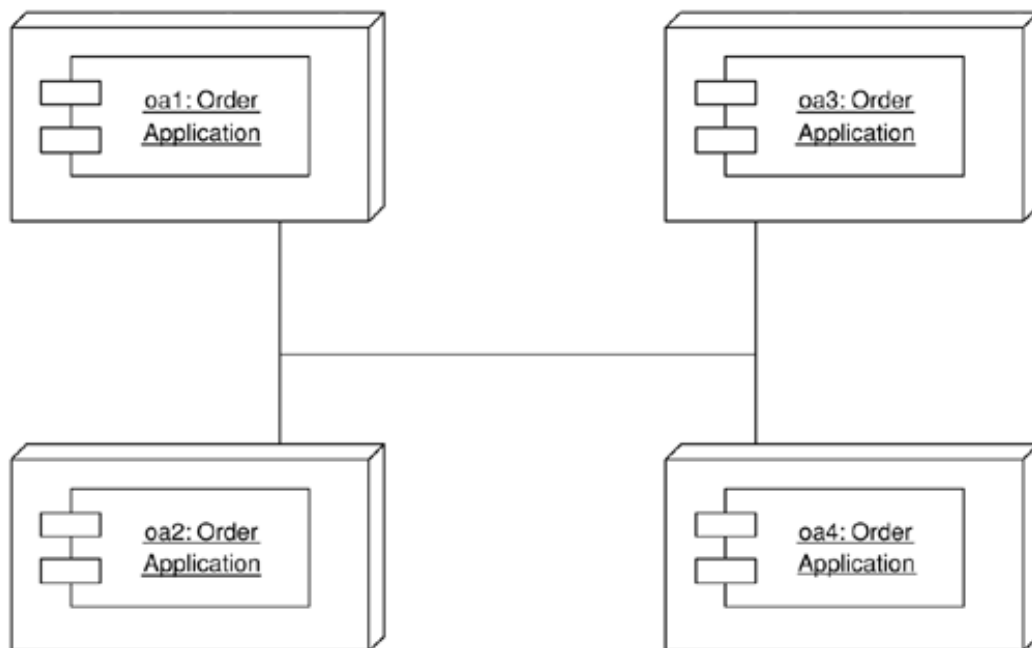 oa1: Order
Application
oa3: Order
Application
oa2: Order
Application
oa4: Order
Application